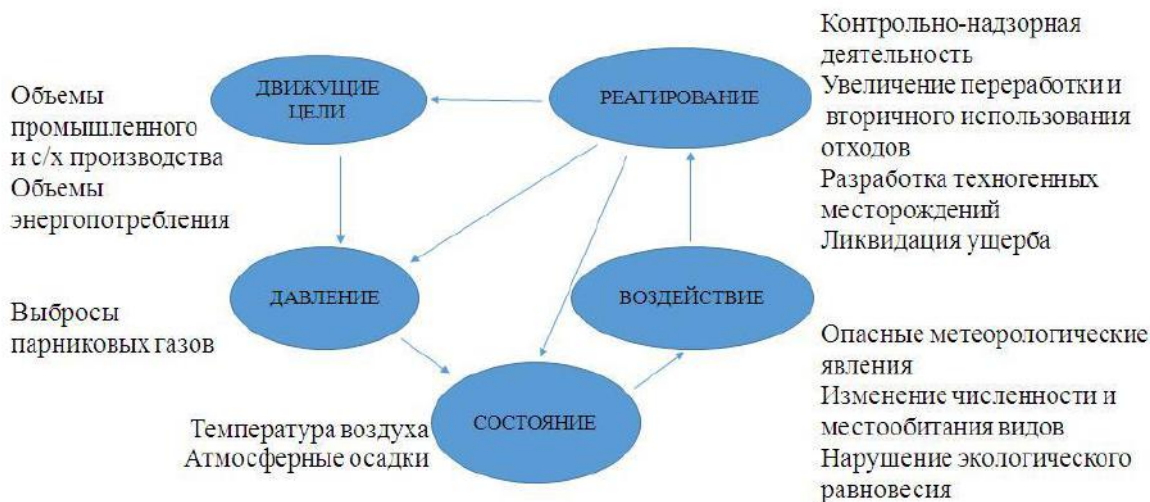 Контрольно-надзорная
деятельность
Увеличение переработки и
вторичного использования
отходов
Разработка техногенных
месторождений
Ликвидация ущерба
ДВИЖУЩИЕ
ЦЕЛИ
РЕАГИРОВАНИЕ
Объемы
промышленного
и с/х производства
Объемы
энергопотребления
ДАВЛЕНИЕ
ВОЗДЕЙСТВИЕ
Выбросы
парниковых газов
Опасные метеорологические
явления
Изменение численности и
местообитания видов
Нарушение экологического
равновесия
СОСТОЯНИЕ
Температура воздуха
Атмосферные осадки